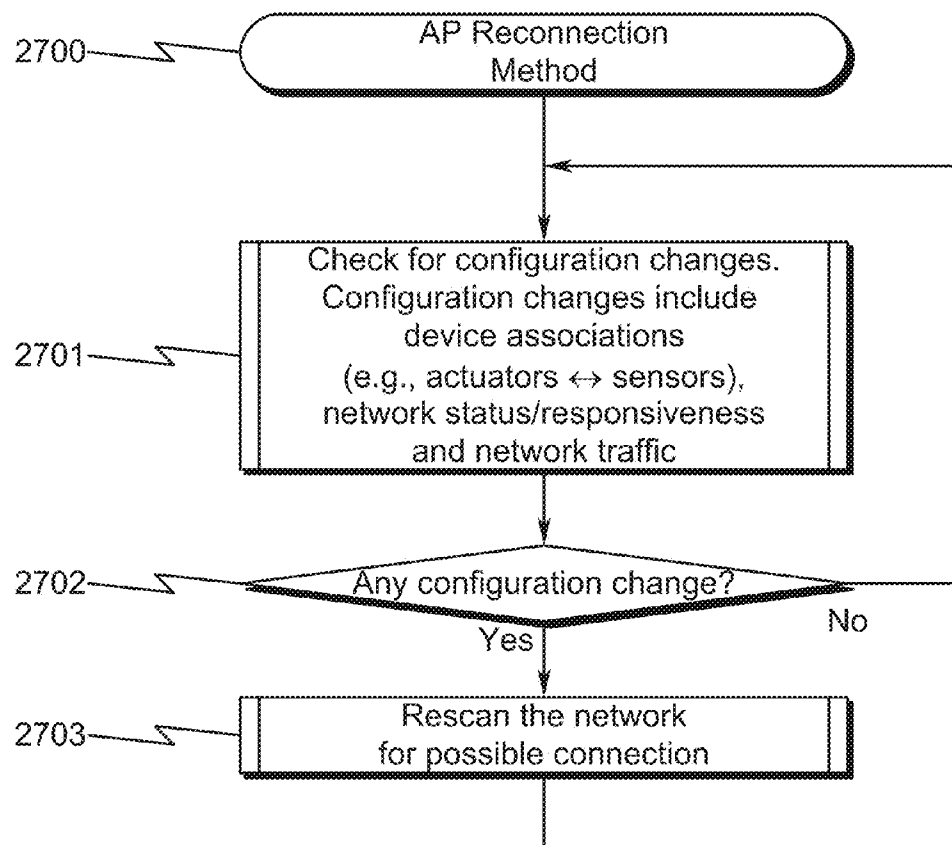 2700
AP Reconnection
Method
2701
Check for configuration changes.
Configuration changes include
device associations
(e.g., actuators ↔ sensors),
network status/responsiveness
and network traffic
2702
Any configuration change?
No
Yes
2703
Rescan the network
for possible connection